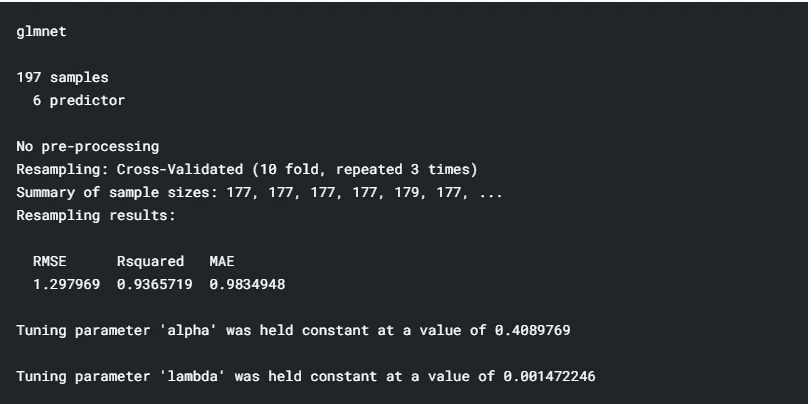 glmnet
197 samples
6 predictor
No pre-processing
Resampling: Cross-Validated (10 fold, repeated 3 times)
Summary of sample sizes: 177, 177, 177, 177, 179, 177, ...
Resampling results:
RMSE Rsquared MAE
1.297969 0.9365719 0.9834948
Tuning parameter 'alpha' was held constant at a value of 0.4089769
Tuning parameter 'lambda' was held constant at a value of 0.001472246